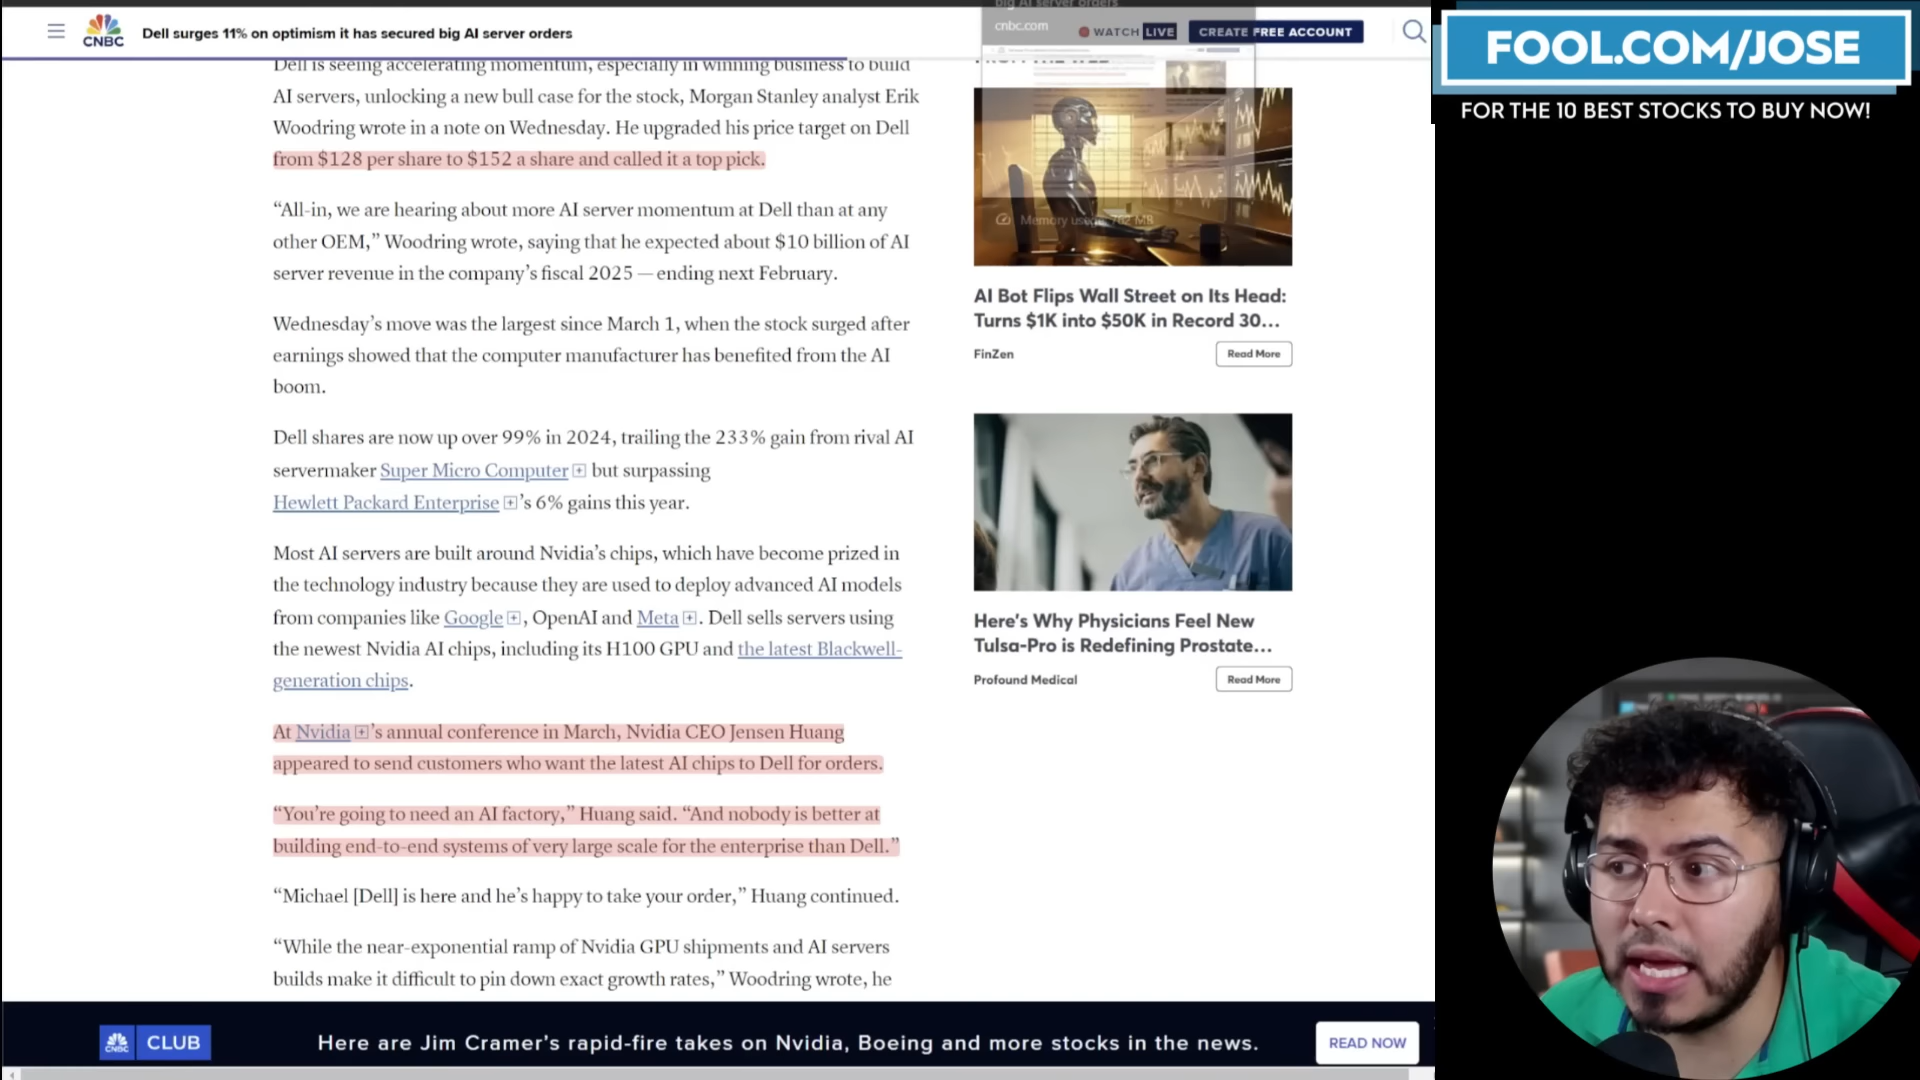 big AI server orders
cnbc.com
CNBC
Dell surges 11% on optimism it has secured big AI server orders
WATCH LIVE
CREATE FREE ACCOUNT
FOOL.COM/JOSE
FOR THE 10 BEST STOCKS TO BUY NOW!
Dell is seeing accelerating momentum, especially in winning business to build
AI servers, unlocking a new bull case for the stock, Morgan Stanley analyst Erik
Woodring wrote in a note on Wednesday. He upgraded his price target on Dell
from $128 per share to $152 a share and called it a top pick.
“All-in, we are hearing about more AI server momentum at Dell than at any
other OEM,” Woodring wrote, saying that he expected about $10 billion of AI
server revenue in the company’s fiscal 2025 — ending next February.
Wednesday’s move was the largest since March 1, when the stock surged after
earnings showed that the computer manufacturer has benefited from the AI
boom.
Dell shares are now up over 99% in 2024, trailing the 233% gain from rival AI
servermaker Super Micro Computer but surpassing
Hewlett Packard Enterprise’s 6% gains this year.
Most AI servers are built around Nvidia’s chips, which have become prized in
the technology industry because they are used to deploy advanced AI models
from companies like Google, OpenAI and Meta. Dell sells servers using
the newest Nvidia AI chips, including its H100 GPU and the latest Blackwell-
generation chips.
At Nvidia’s annual conference in March, Nvidia CEO Jensen Huang
appeared to send customers who want the latest AI chips to Dell for orders.
“You’re going to need an AI factory,” Huang said. “And nobody is better at
building end-to-end systems of very large scale for the enterprise than Dell.”
“Michael [Dell] is here and he’s happy to take your order,” Huang continued.
“While the near-exponential ramp of Nvidia GPU shipments and AI servers
builds make it difficult to pin down exact growth rates,” Woodring wrote, he
Memory usage: 762 MB
AI Bot Flips Wall Street on Its Head:
Turns $1K into $50K in Record 30...
FinZen
Read More
Here’s Why Physicians Feel New
Tulsa-Pro is Redefining Prostate...
Profound Medical
Read More
CNBC CLUB
Here are Jim Cramer’s rapid-fire takes on Nvidia, Boeing and more stocks in the news.
READ NOW